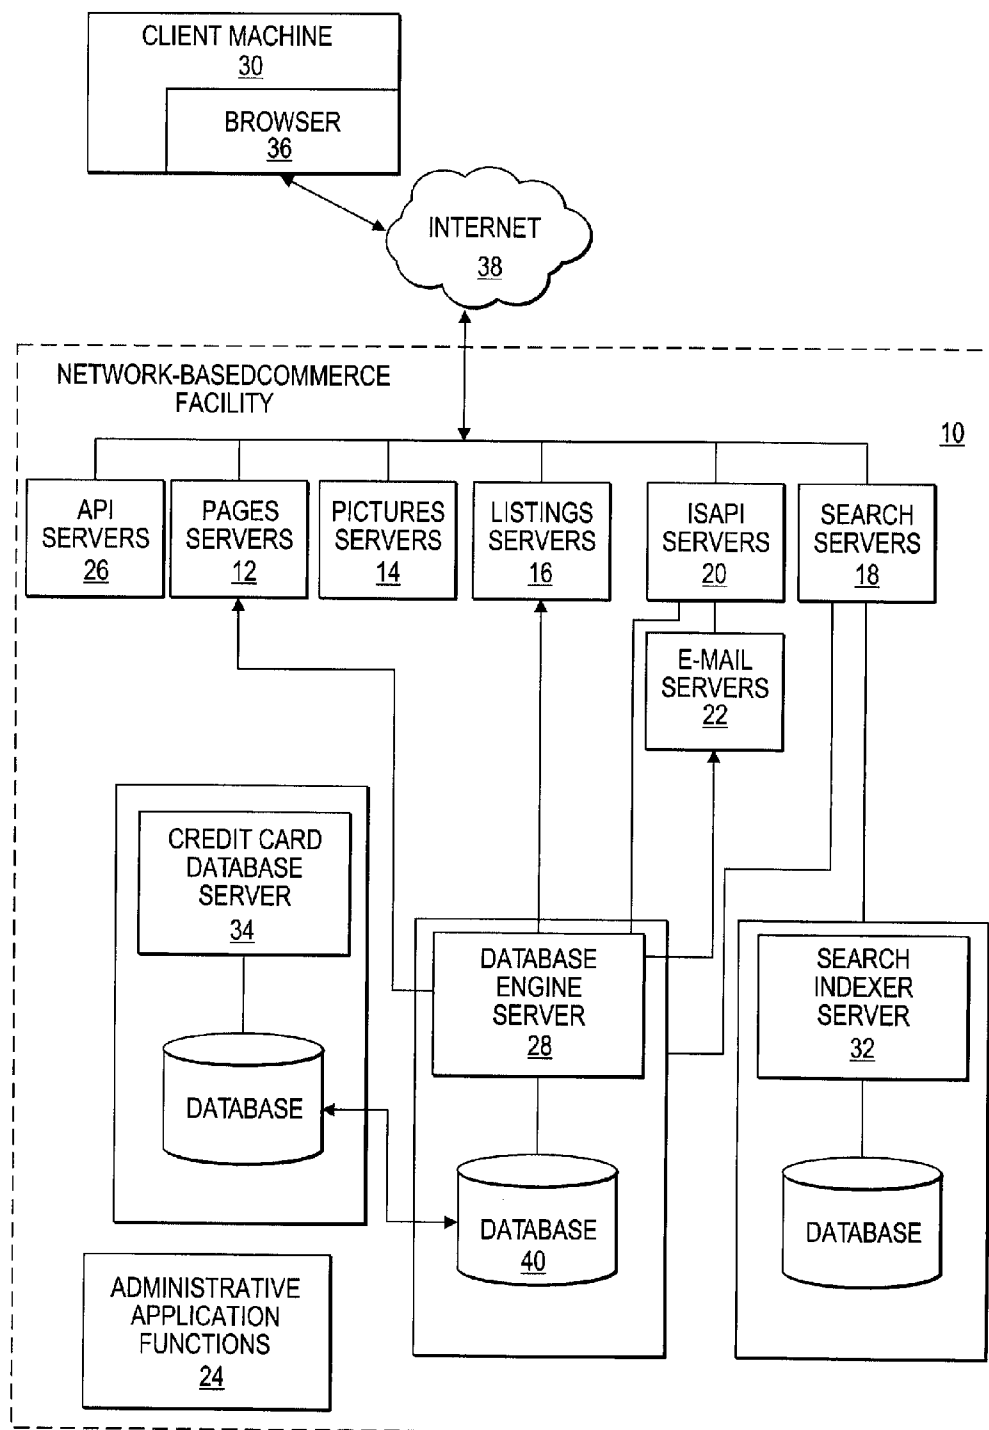 CLIENT MACHINE
30
BROWSER
36
INTERNET
38
NETWORK-BASEDCOMMERCE
FACILITY
10
API
SERVERS
26
PAGES
SERVERS
12
PICTURES
SERVERS
14
LISTINGS
SERVERS
16
ISAPI
SERVERS
20
SEARCH
SERVERS
18
E-MAIL
SERVERS
22
CREDIT CARD
DATABASE
SERVER
34
DATABASE
DATABASE
ENGINE
SERVER
28
DATABASE
40
SEARCH
INDEXER
SERVER
32
DATABASE
ADMINISTRATIVE
APPLICATION
FUNCTIONS
24